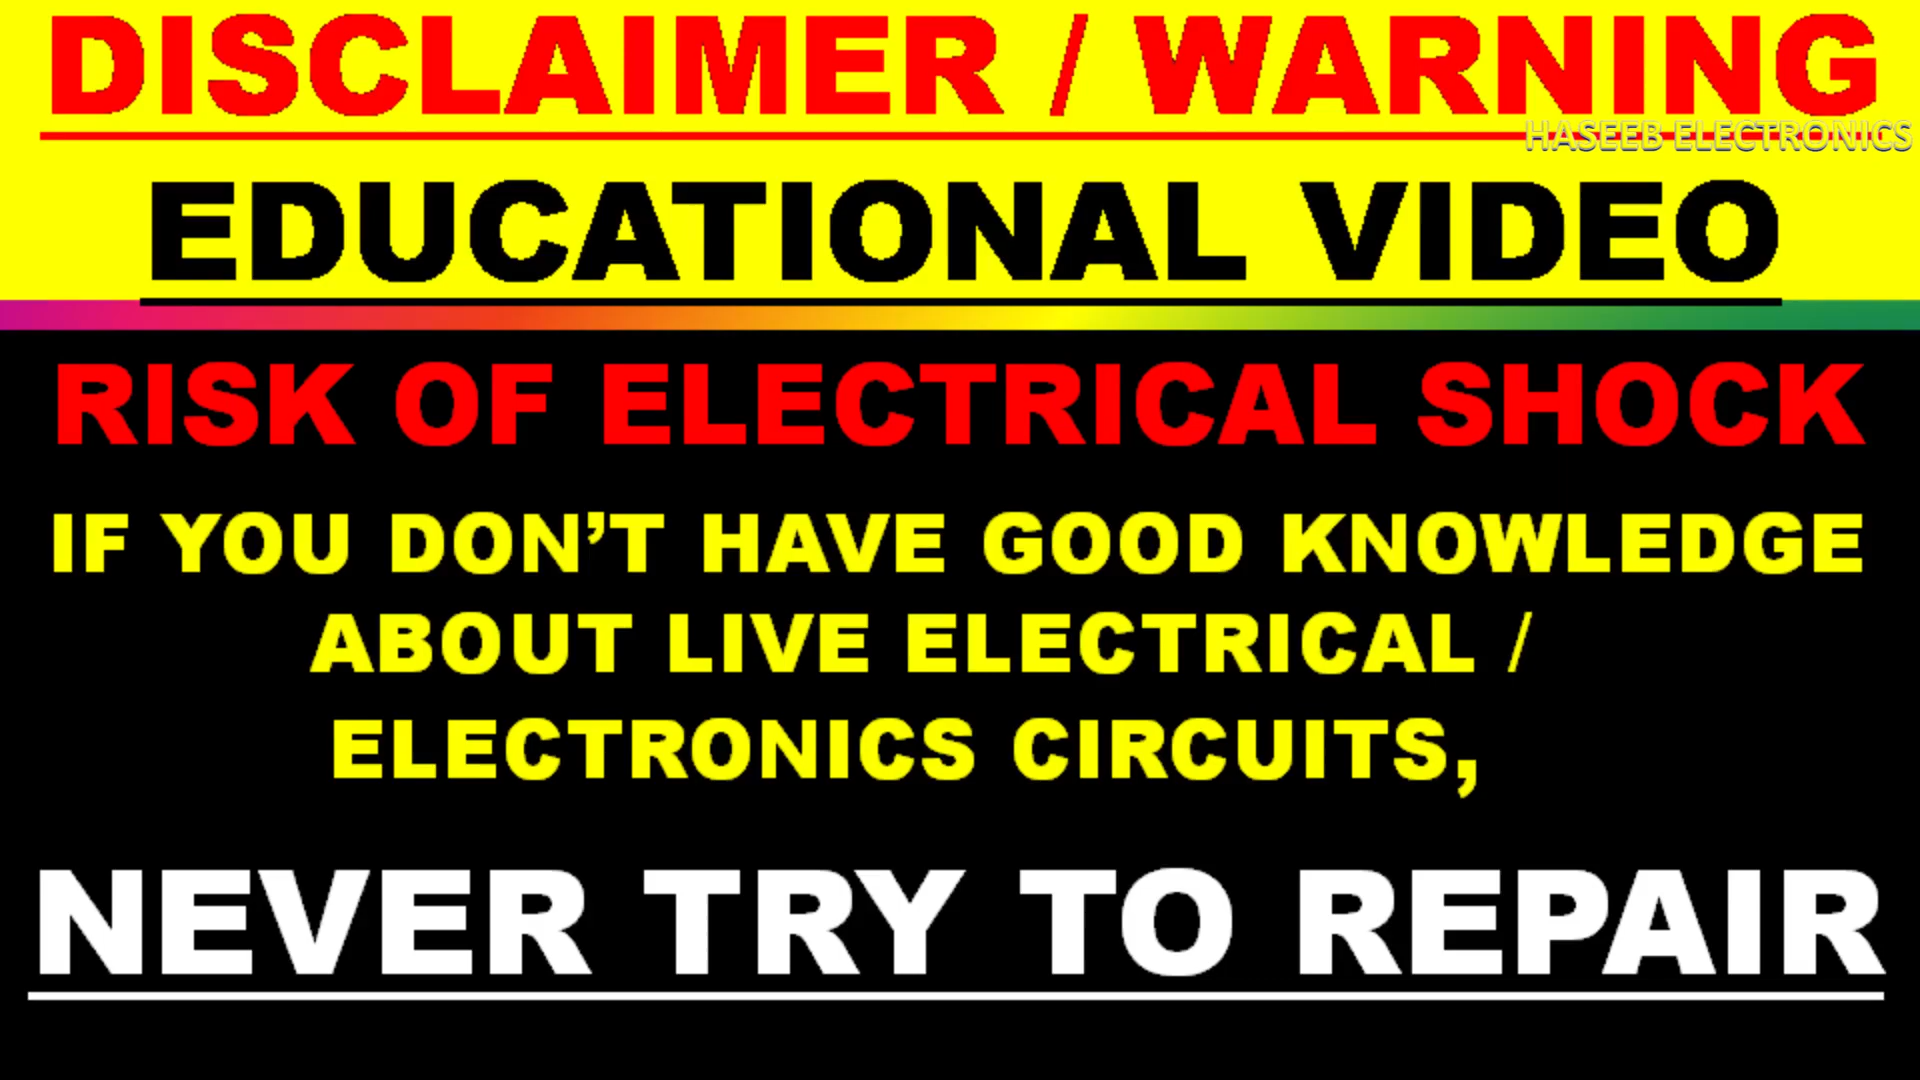 DISCLAIMER / WARNING
HASEEB ELECTRONICS
EDUCATIONAL VIDEO
RISK OF ELECTRICAL SHOCK
IF YOU DON’T HAVE GOOD KNOWLEDGE
ABOUT LIVE ELECTRICAL /
ELECTRONICS CIRCUITS,
NEVER TRY TO REPAIR